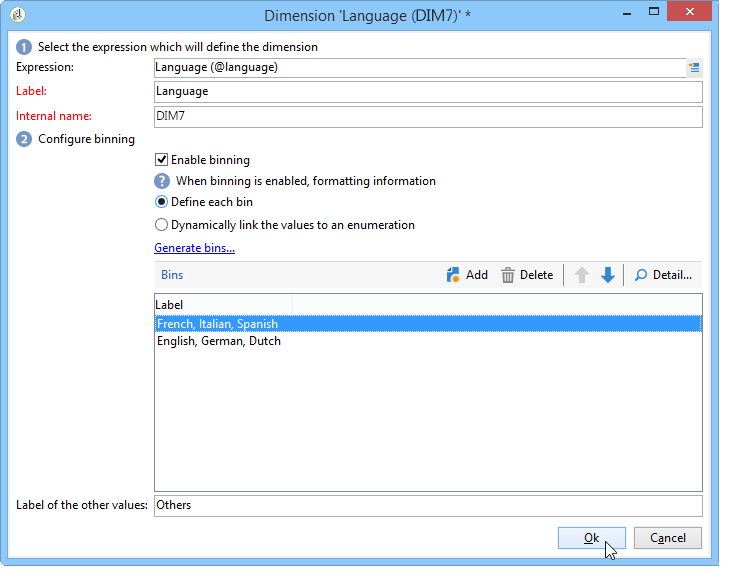 Dimension 'Language (DIM7)' *
1 Select the expression which will define the dimension
Expression: Language (@language)
Label: Language
Internal name: DIM7
2 Configure binning
Enable binning
? When binning is enabled, formatting information
Define each bin
Dynamically link the values to an enumeration
Generate bins...
Bins Add Delete Detail...
Label
French, Italian, Spanish
English, German, Dutch
Label of the other values: Others
Ok Cancel